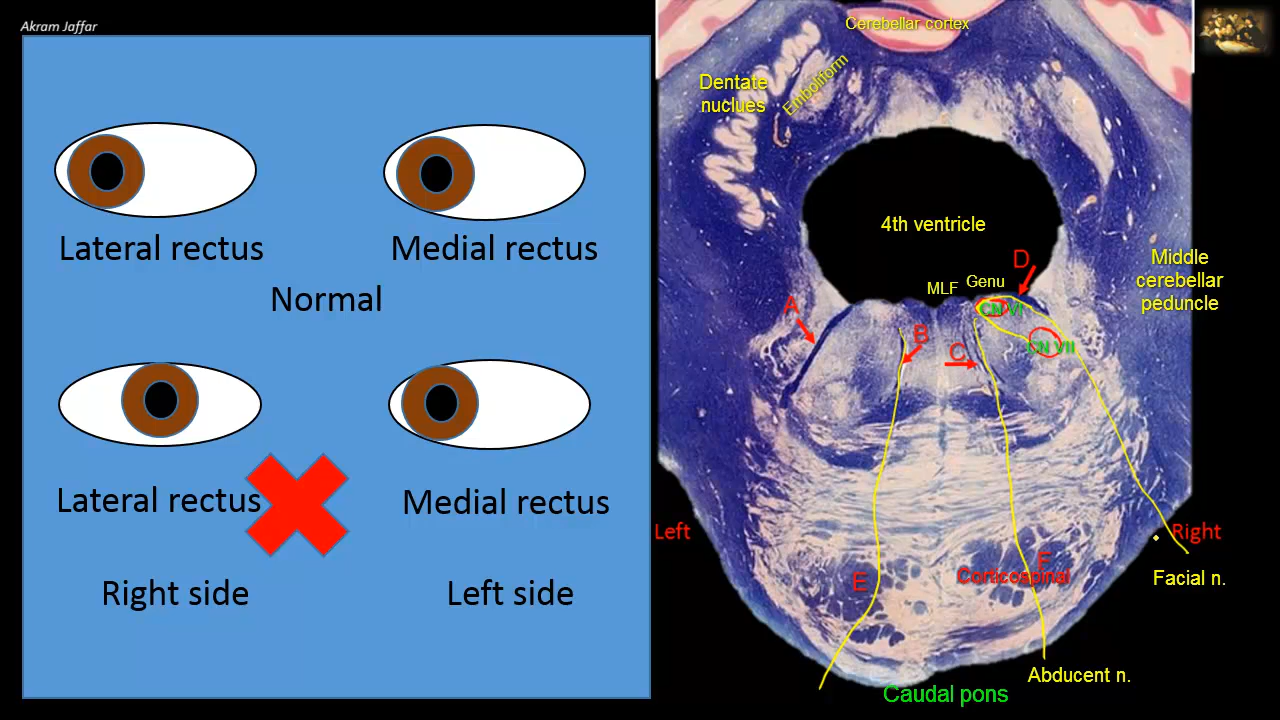 Akram Jaffar
Lateral rectus
Medial rectus
Normal
Lateral rectus
Medial rectus
Right side
Left side
Cerebellar cortex
Dentate
nuclues
Emboliform
4th ventricle
Middle
cerebellar
peduncle
D
MLF
Genu
A
CN VI
B
C
CN VII
Left
Right
E
F
Corticospinal
Facial n.
Abducent n.
Caudal pons